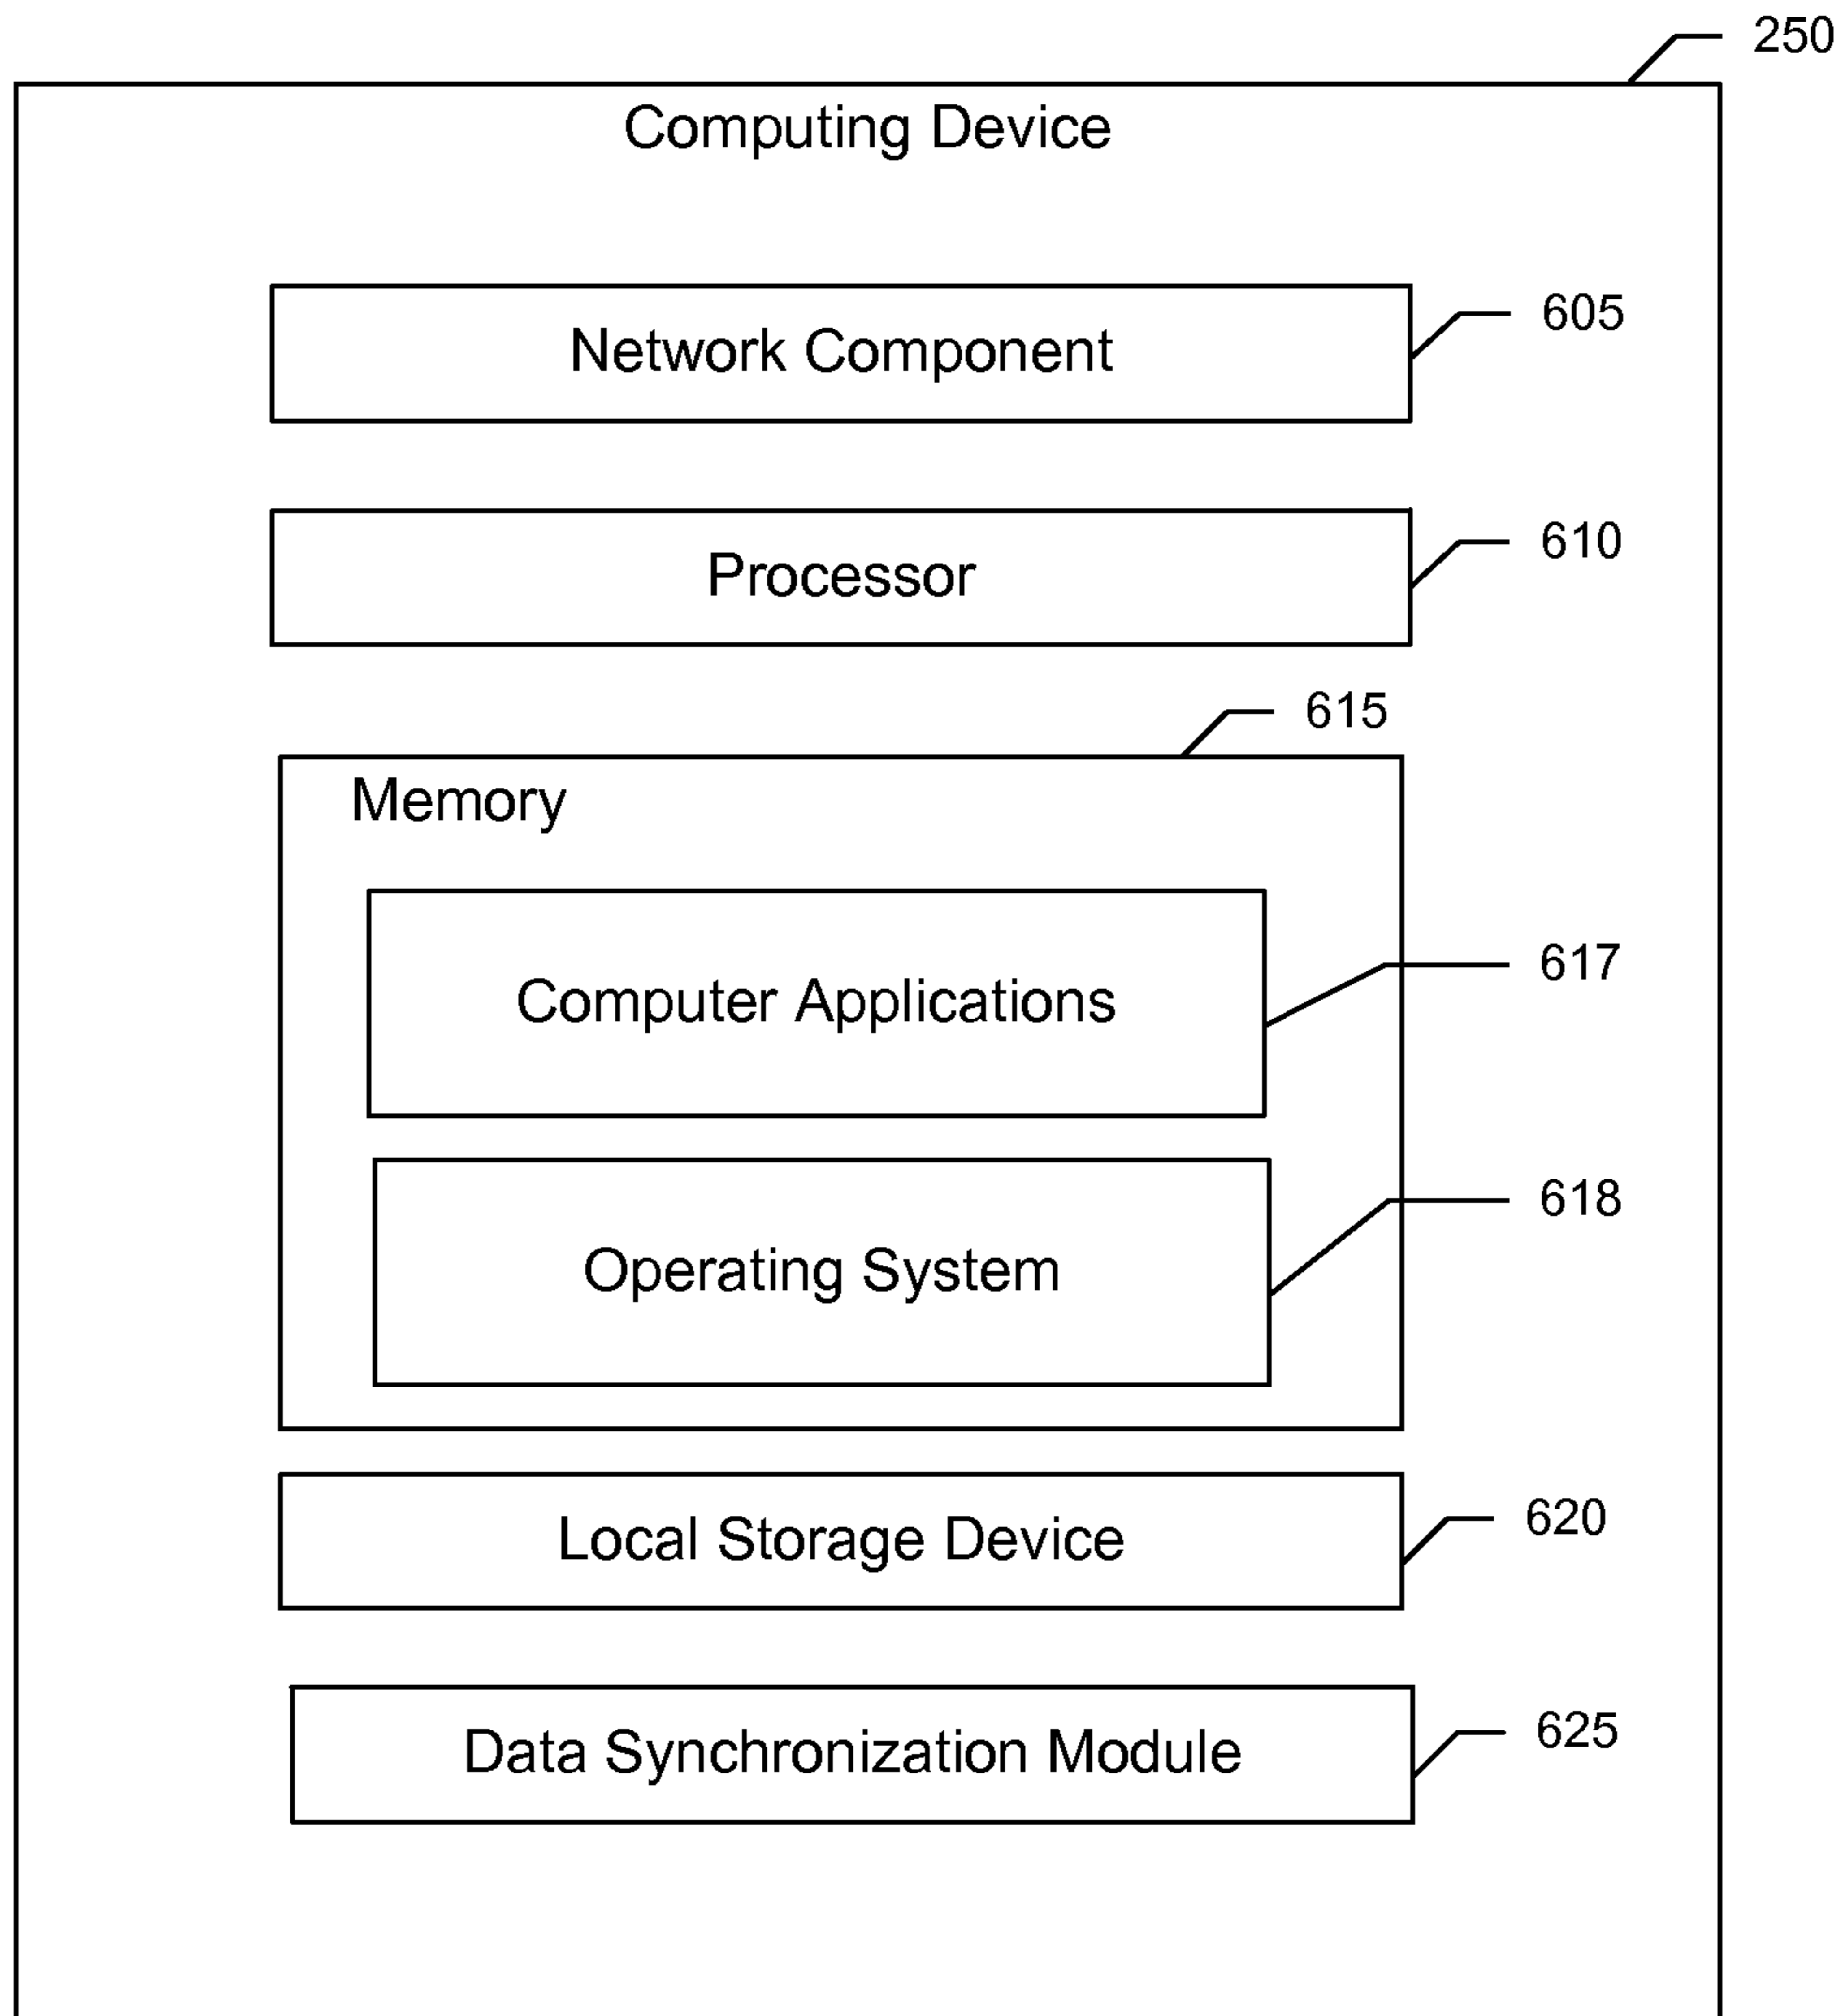 250
Computing Device
Network Component
605
Processor
610
615
Memory
Computer Applications
617
Operating System
618
Local Storage Device
620
Data Synchronization Module
625